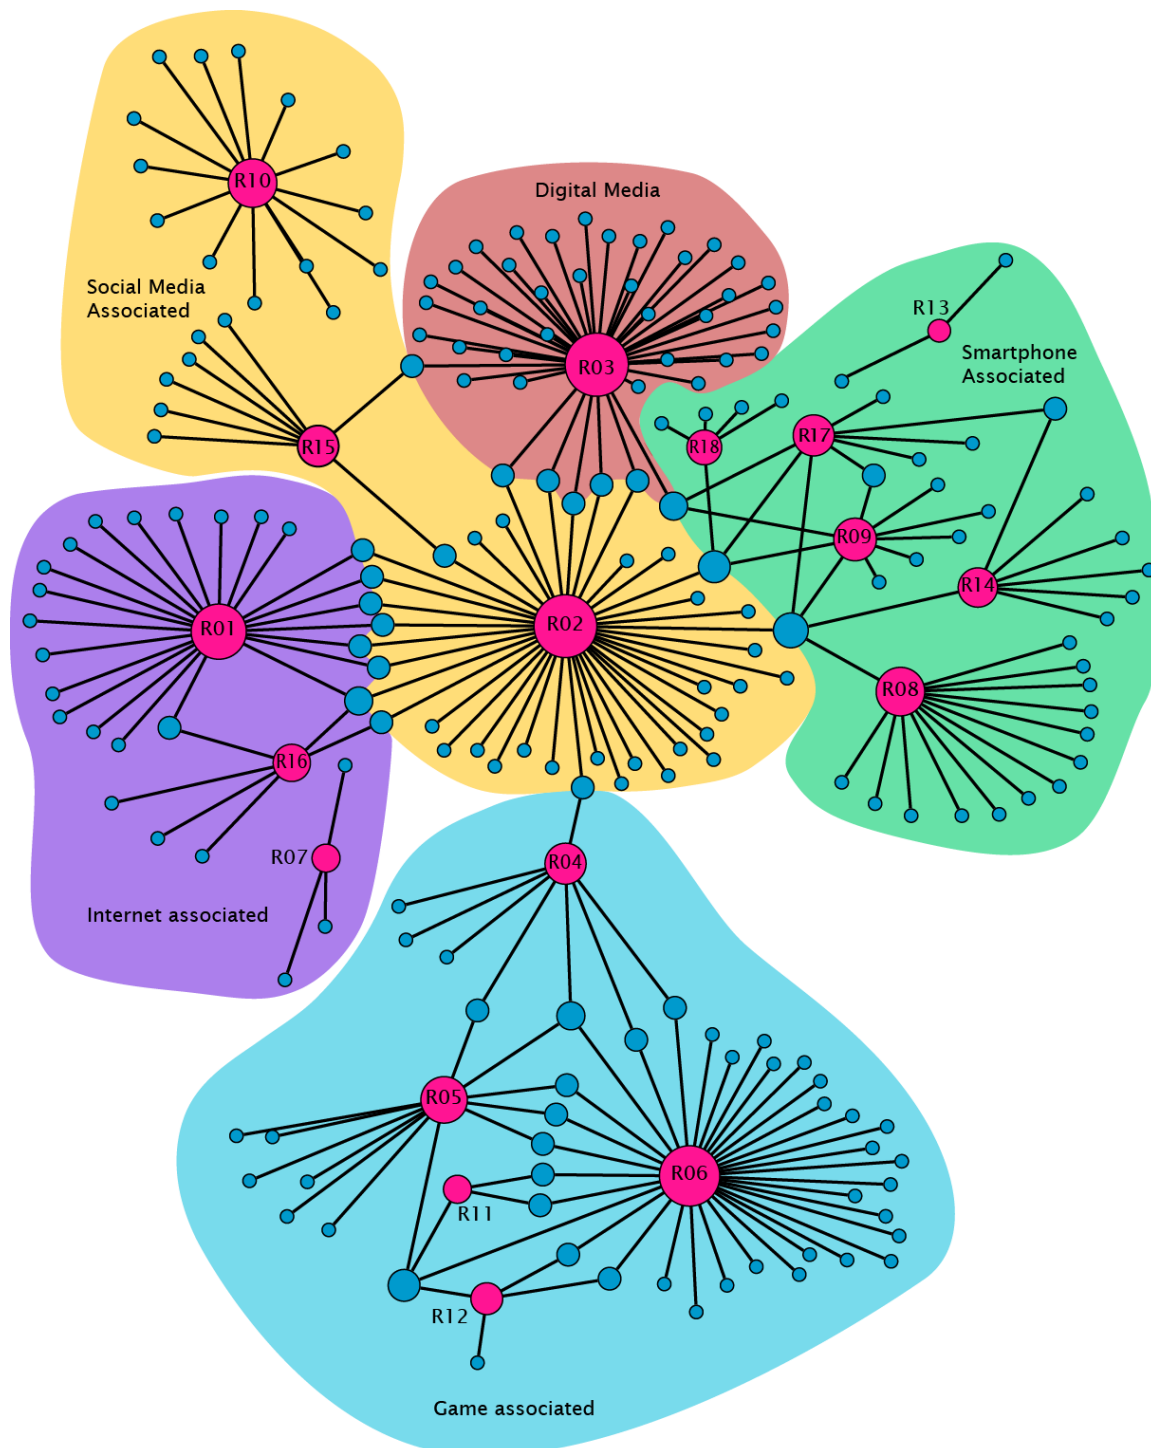 R10
Digital Media
Social Media
Associated
R13
Smartphone
Associated
R03
R15
R18
R17
R09
R14
R01
R02
R08
R16
R07
R04
Internet associated
R05
R06
R11
R12
Game associated